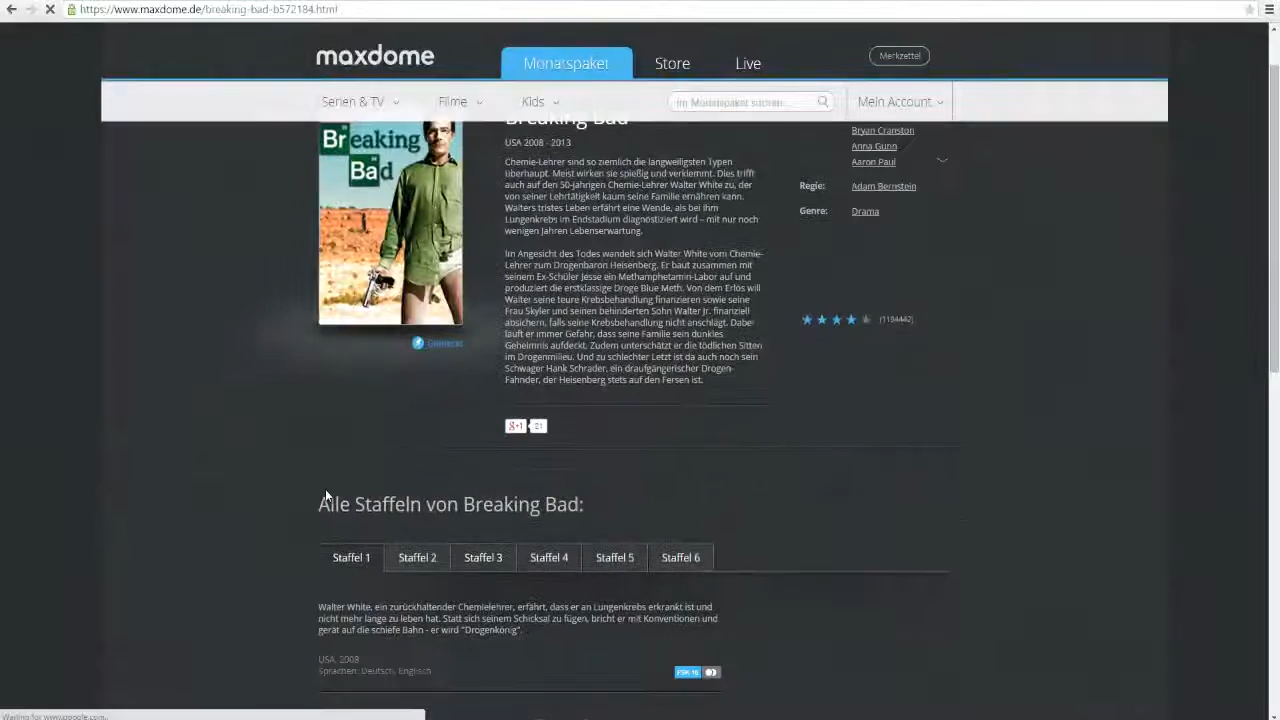 https://www.maxdome.de/breaking-bad-b572184.html
maxdome
Monatspaket
Store
Live
Merkzettel
Serien & TV
Filme
Kids
Im Monatspaket suchen...
Mein Account
Breaking Bad
USA 2008 - 2013
Chemie-Lehrer sind so ziemlich die langweiligsten Typen
überhaupt. Meist wirken sie spießig und verklemmt. Dies trifft
auch auf den 50-jährigen Chemie-Lehrer Walter White zu, der
von seiner Lehrtätigkeit kaum seine Familie ernähren kann.
Walters tristes Leben erfährt eine Wende, als bei ihm
Lungenkrebs im Endstadium diagnostiziert wird – mit nur noch
wenigen Jahren Lebenserwartung.
Im Angesicht des Todes wandelt sich Walter White vom Chemie-
Lehrer zum Drogenbaron Heisenberg. Er baut zusammen mit
seinem Ex-Schüler Jesse ein Methamphetamin-Labor auf und
produziert die erstklassige Droge Blue Meth. Von dem Erlös will
Walter seine teure Krebsbehandlung finanzieren sowie seine
Frau Skyler und seinen behinderten Sohn Walter Jr. finanziell
absichern, falls seine Krebsbehandlung nicht anschlägt. Dabei
läuft er immer Gefahr, dass seine Familie sein dunkles
Geheimnis aufdeckt. Zudem unterschätzt er die tödlichen Sitten
im Drogenmilieu. Und zu schlechter Letzt ist da auch noch sein
Schwager Hank Schrader, ein draufgängerischer Drogen-
Fahnder, der Heisenberg stets auf den Fersen ist.
Bryan Cranston
Anna Gunn
Aaron Paul
Regie: Adam Bernstein
Genre: Drama
Breaking
Bad
g+1 21
Alle Staffeln von Breaking Bad:
Staffel 1
Staffel 2
Staffel 3
Staffel 4
Staffel 5
Staffel 6
Walter White, ein zurückhaltender Chemielehrer, erfährt, dass er an Lungenkrebs erkrankt ist und
nicht mehr lange zu leben hat. Statt sich seinem Schicksal zu fügen, bricht er mit Konventionen und
gerät auf die schiefe Bahn - er wird "Drogenkönig".
USA, 2008
Sprachen: Deutsch, Englisch
FSK 16
Waiting for www.google.com...